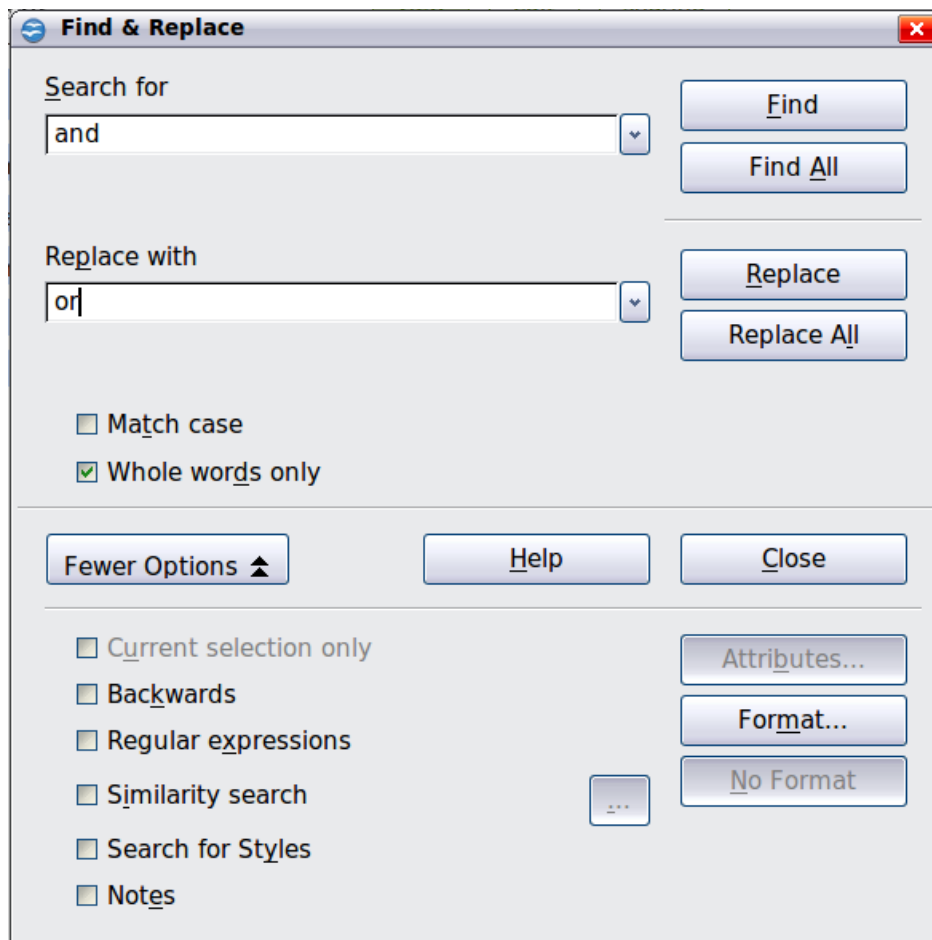 Find & Replace
Search for
and
Find
Find All
Replace with
or
Replace
Replace All
Match case
Whole words only
Fewer Options
Help
Close
Current selection only
Backwards
Regular expressions
Similarity search
...
Search for Styles
Notes
Attributes...
Format...
No Format